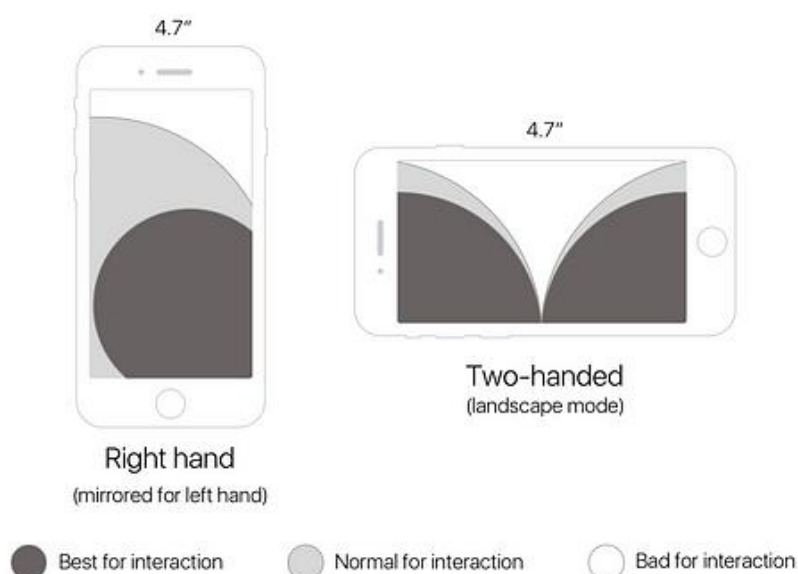 4.7”
Right hand
(mirrored for left hand)
4.7”
Two-handed
(landscape mode)
Best for interaction
Normal for interaction
Bad for interaction